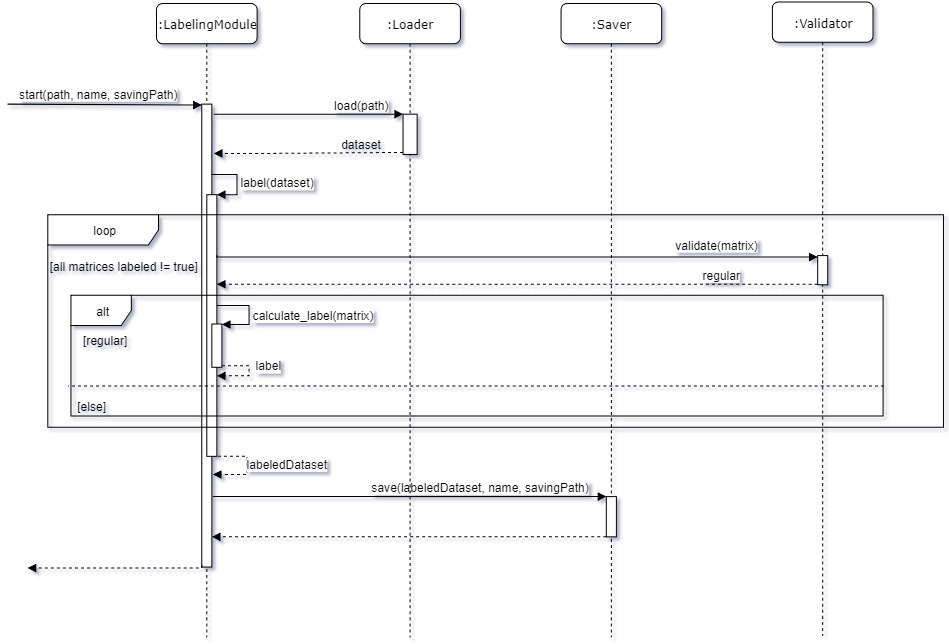 :LabelingModule
:Loader
:Saver
:Validator
start(path, name, savingPath)
load(path)
dataset
label(dataset)
loop
validate(matrix)
[all matrices labeled != true]
regular
alt
calculate_label(matrix)
[regular]
label
[else]
labeledDataset
save(labeledDataset, name, savingPath)